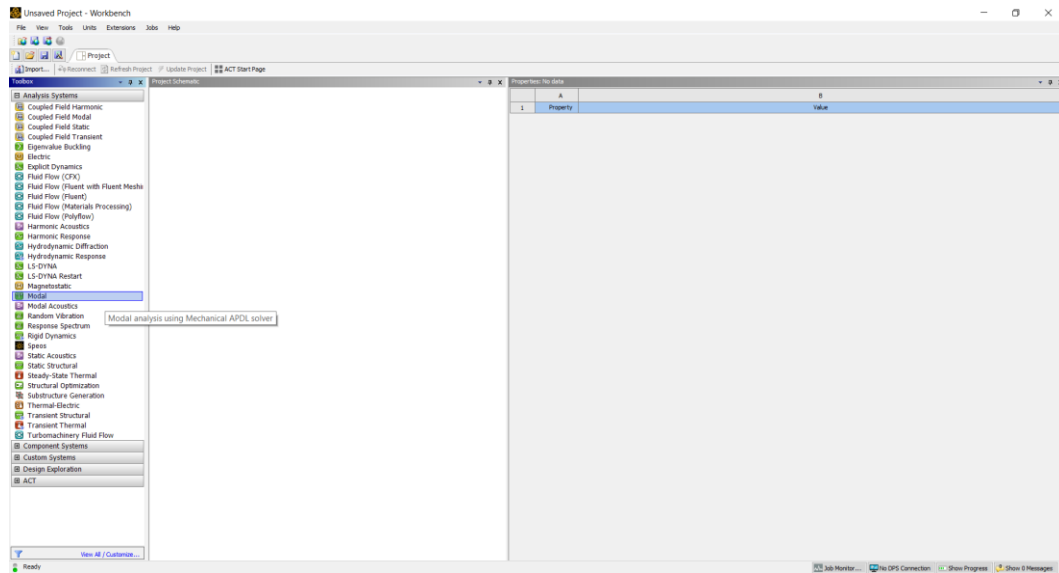 Unsaved Project - Workbench
File View Tools Units Extensions Jobs Help
Project
Import... Reconnect Refresh Project Update Project ACT Start Page
Toolbox
Project Schematic
Properties: No data
Analysis Systems
A B
1 Property Value
Coupled Field Harmonic
Coupled Field Modal
Coupled Field Static
Coupled Field Transient
Eigenvalue Buckling
Electric
Explicit Dynamics
Fluid Flow (CFX)
Fluid Flow (Fluent with Fluent Meshi
Fluid Flow (Fluent)
Fluid Flow (Materials Processing)
Fluid Flow (Polyflow)
Harmonic Acoustics
Harmonic Response
Hydrodynamic Diffraction
Hydrodynamic Response
LS-DYNA
LS-DYNA Restart
Magnetostatic
Modal
Modal Acoustics
Random Vibration
Modal analysis using Mechanical APDL solver
Response Spectrum
Rigid Dynamics
Speos
Static Acoustics
Static Structural
Steady-State Thermal
Structural Optimization
Substructure Generation
Thermal-Electric
Transient Structural
Transient Thermal
Turbomachinery Fluid Flow
Component Systems
Custom Systems
Design Exploration
ACT
View All / Customize...
Ready
Job Monitor... No DPS Connection Show Progress Show 0 Messages